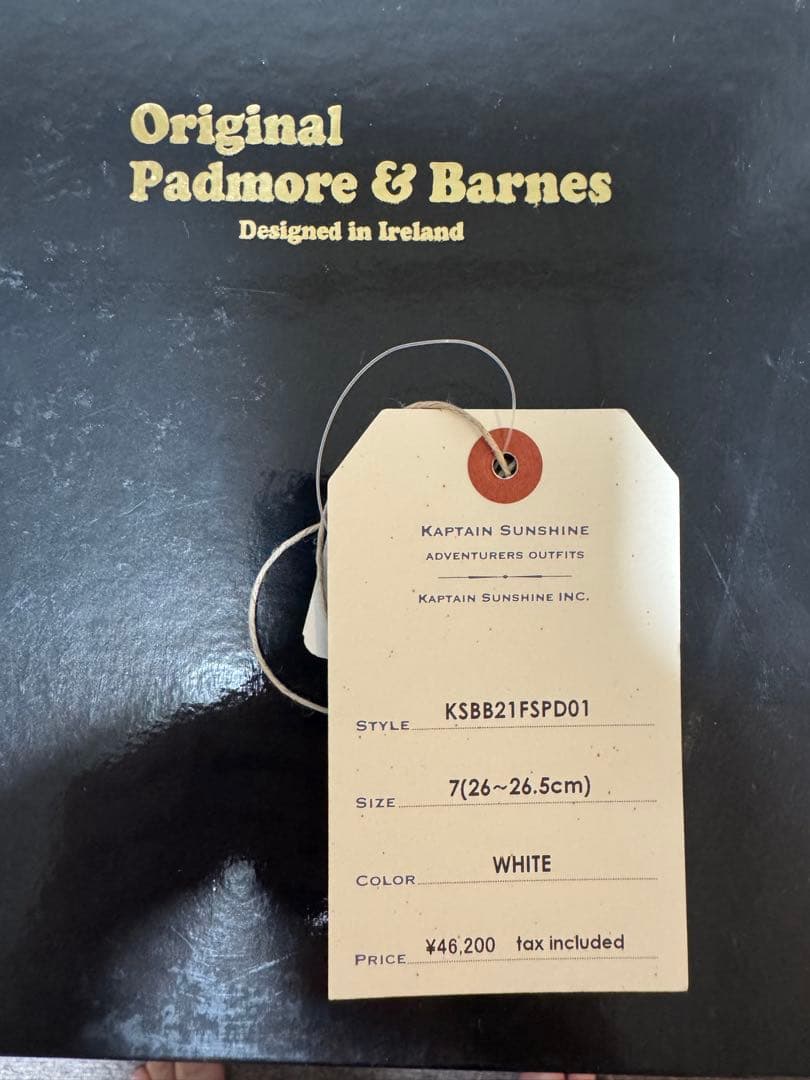 Original
Padmore & Barnes
Designed in Ireland
KAPTAIN SUNSHINE
ADVENTURERS OUTFITS
KAPTAIN SUNSHINE INC.
STYLE KSBB21FSPD01
SIZE 7(26~26.5cm)
COLOR WHITE
PRICE ¥46,200 tax included